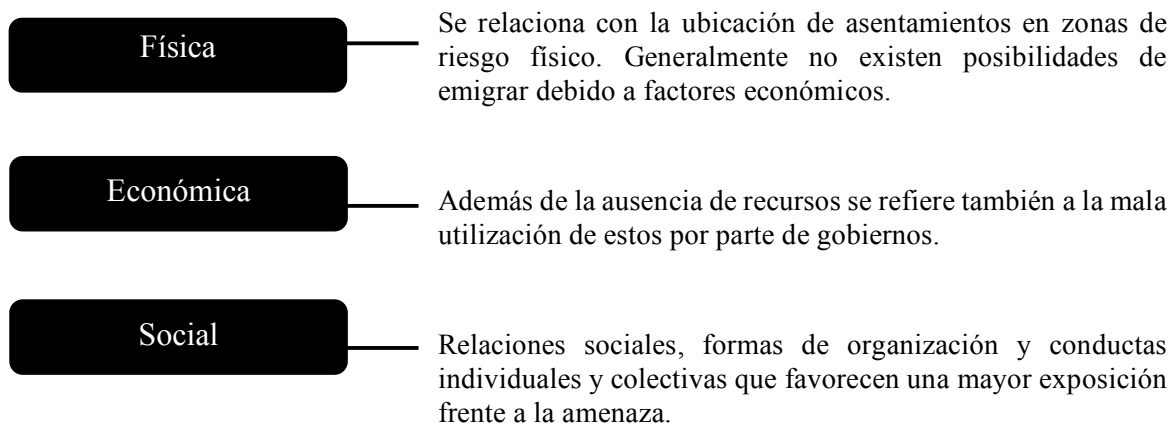 Física
Se relaciona con la ubicación de asentamientos en zonas de
riesgo físico. Generalmente no existen posibilidades de
emigrar debido a factores económicos.
Económica
Además de la ausencia de recursos se refiere también a la mala
utilización de estos por parte de gobiernos.
Social
Relaciones sociales, formas de organización y conductas
individuales y colectivas que favorecen una mayor exposición
frente a la amenaza.